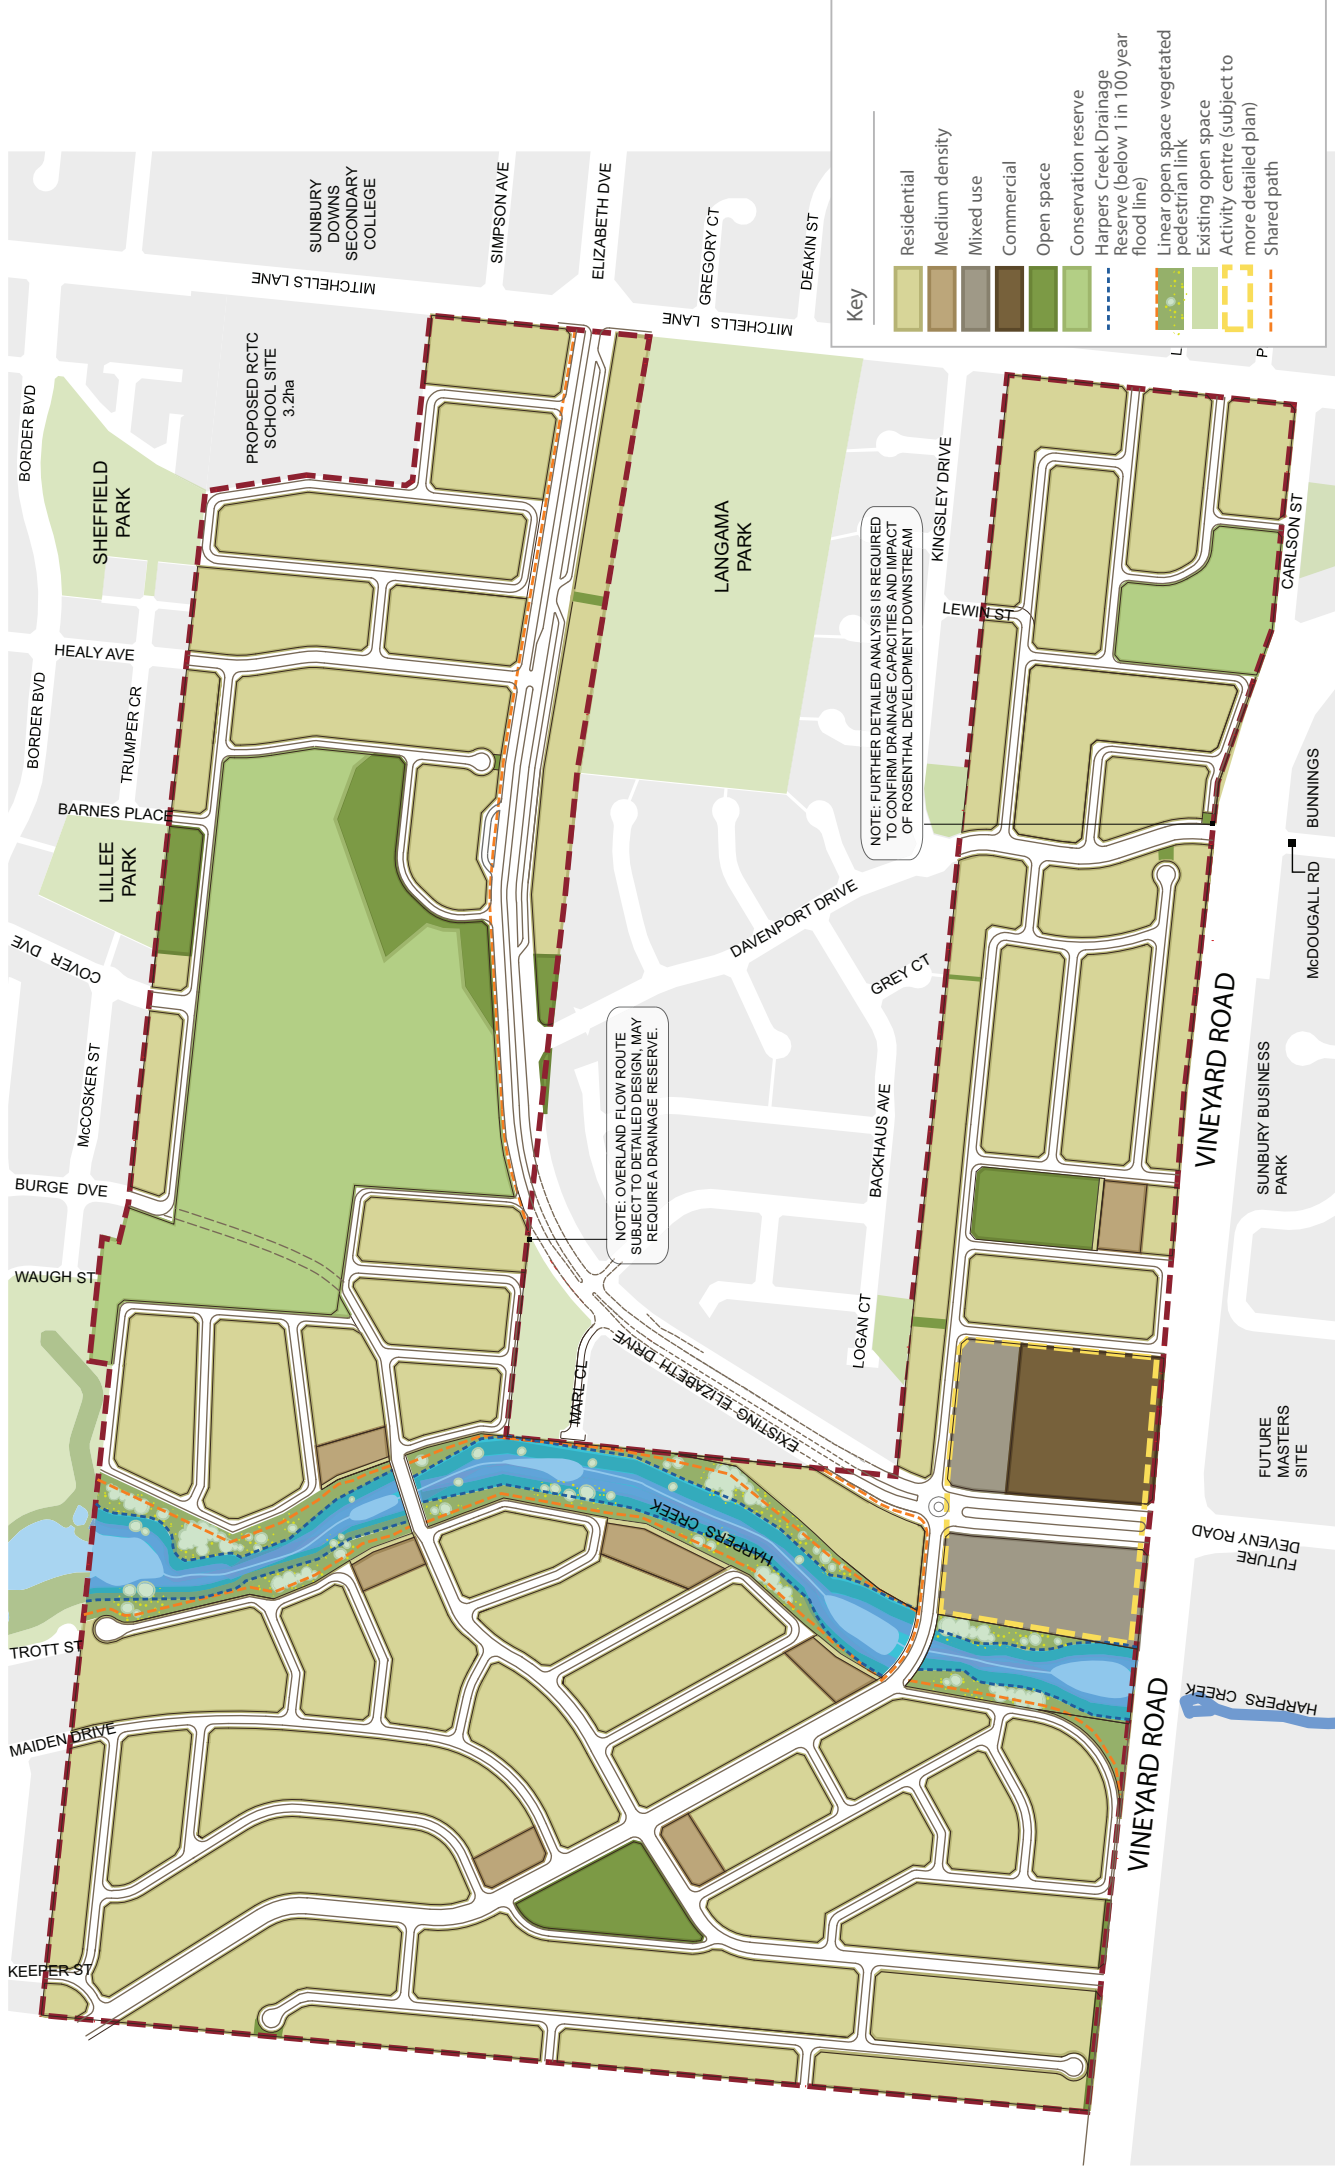 BORDER BVD
SHEFFIELD
PARK
PROPOSED RCTC
SCHOOL SITE
3.2ha
SUNBURY
DOWNS
SECONDARY
COLLEGE
MITCHELLS LANE
SIMPSON AVE
ELIZABETH DVE
GREGORY CT
DEAKIN ST
MITCHELLS LANE
HEALY AVE
BORDER BVD
TRUMPER CR
BARNES PLACE
LILLEE
PARK
COVER DVE
McCOSKER ST
BURGE DVE
WAUGH ST
TROTT ST
MAIDEN DRIVE
KEEPER ST
LANGAMA
PARK
KINGSLEY DRIVE
LEWIN ST
CARLSON ST
NOTE: FURTHER DETAILED ANALYSIS IS REQUIRED
TO CONFIRM DRAINAGE CAPACITIES AND IMPACT
OF ROSENTHAL DEVELOPMENT DOWNSTREAM
BUNNINGS
McDOUGALL RD
DAVENPORT DRIVE
GREY CT
NOTE: OVERLAND FLOW ROUTE
SUBJECT TO DETAILED DESIGN, MAY
REQUIRE A DRAINAGE RESERVE.
BACKHAUS AVE
LOGAN CT
MARL CL
EXISTING ELIZABETH DRIVE
HARPERS CREEK
VINEYARD ROAD
SUNBURY BUSINESS
PARK
FUTURE
MASTERS
SITE
FUTURE
DEVENY ROAD
HARPERS CREEK
VINEYARD ROAD
L
P
Key
Residential
Medium density
Mixed use
Commercial
Open space
Conservation reserve
Harpers Creek Drainage
Reserve (below 1 in 100 year
flood line)
Linear open space vegetated
pedestrian link
Existing open space
Activity centre (subject to
more detailed plan)
Shared path